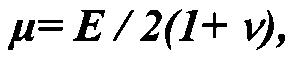 μ= E / 2(1+ ν),